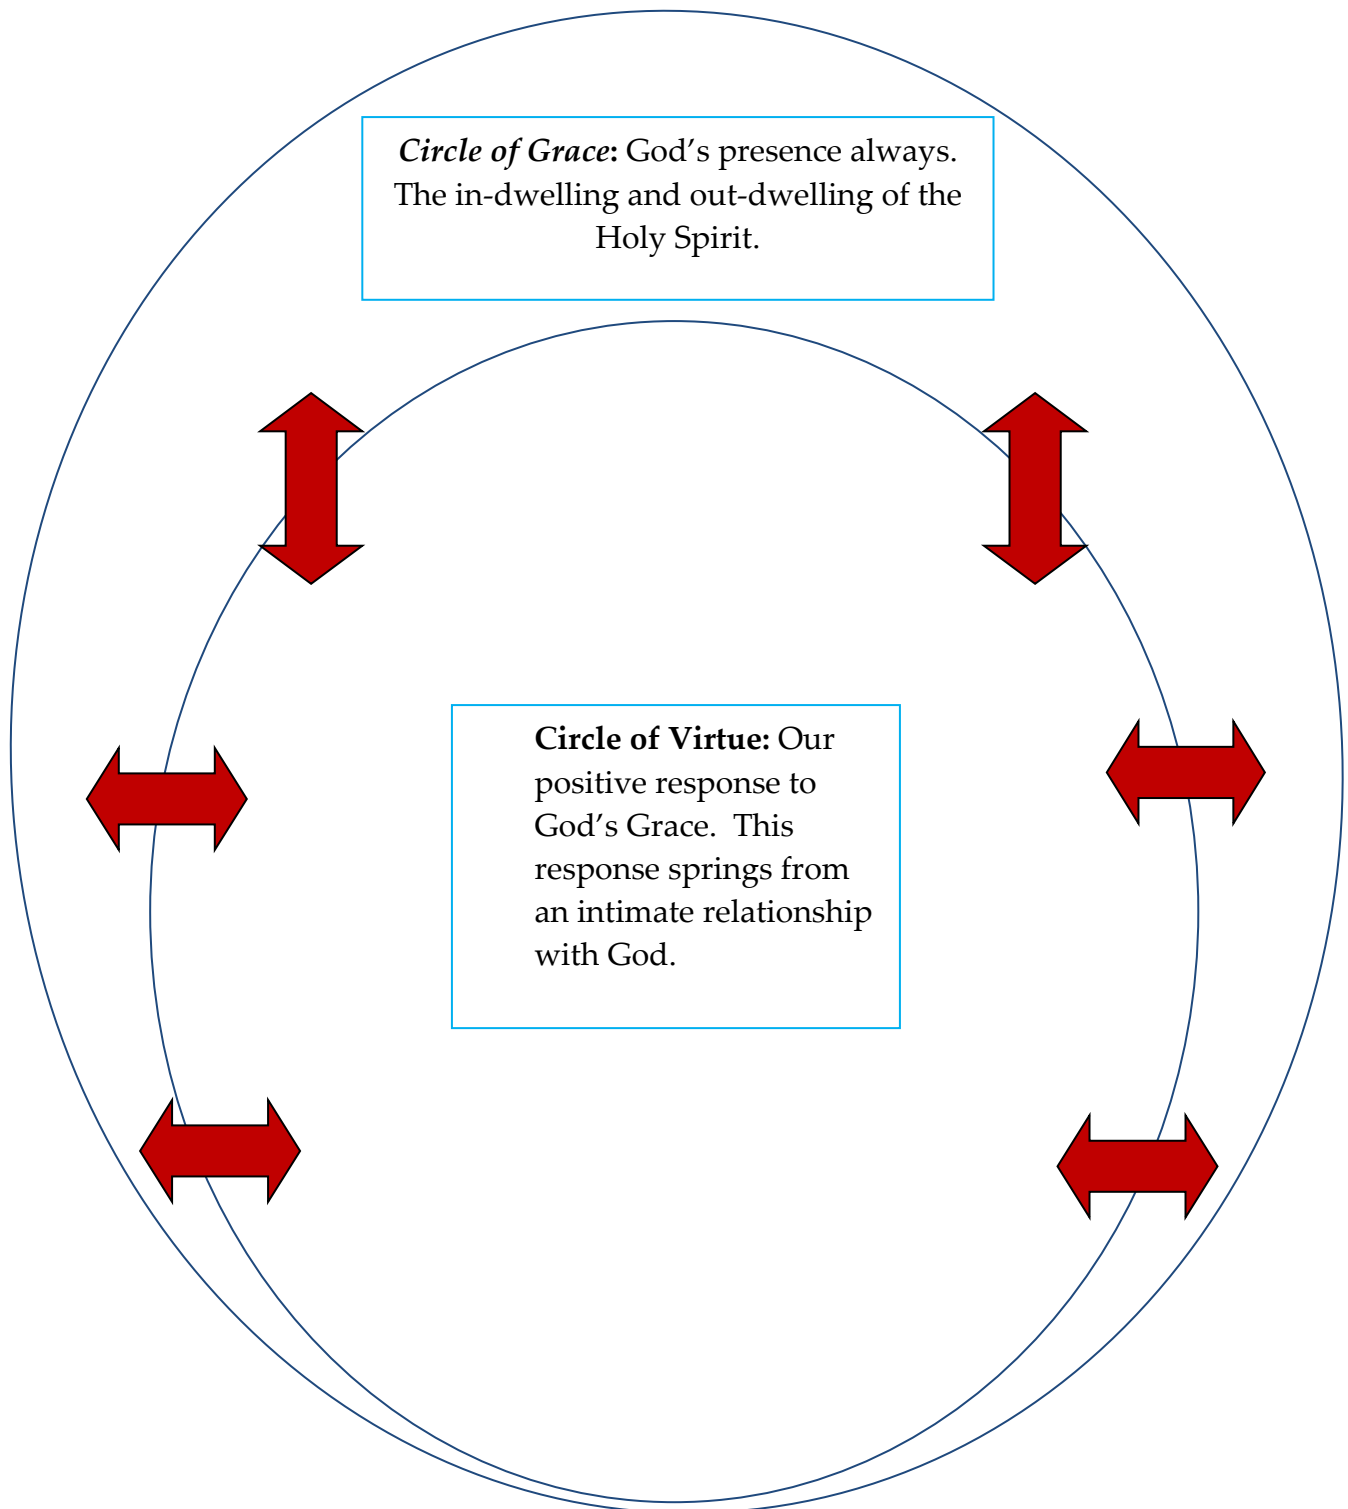 Circle of Grace: God’s presence always.
The in-dwelling and out-dwelling of the
Holy Spirit.
Circle of Virtue: Our
positive response to
God’s Grace.  This
response springs from
an intimate relationship
with God.